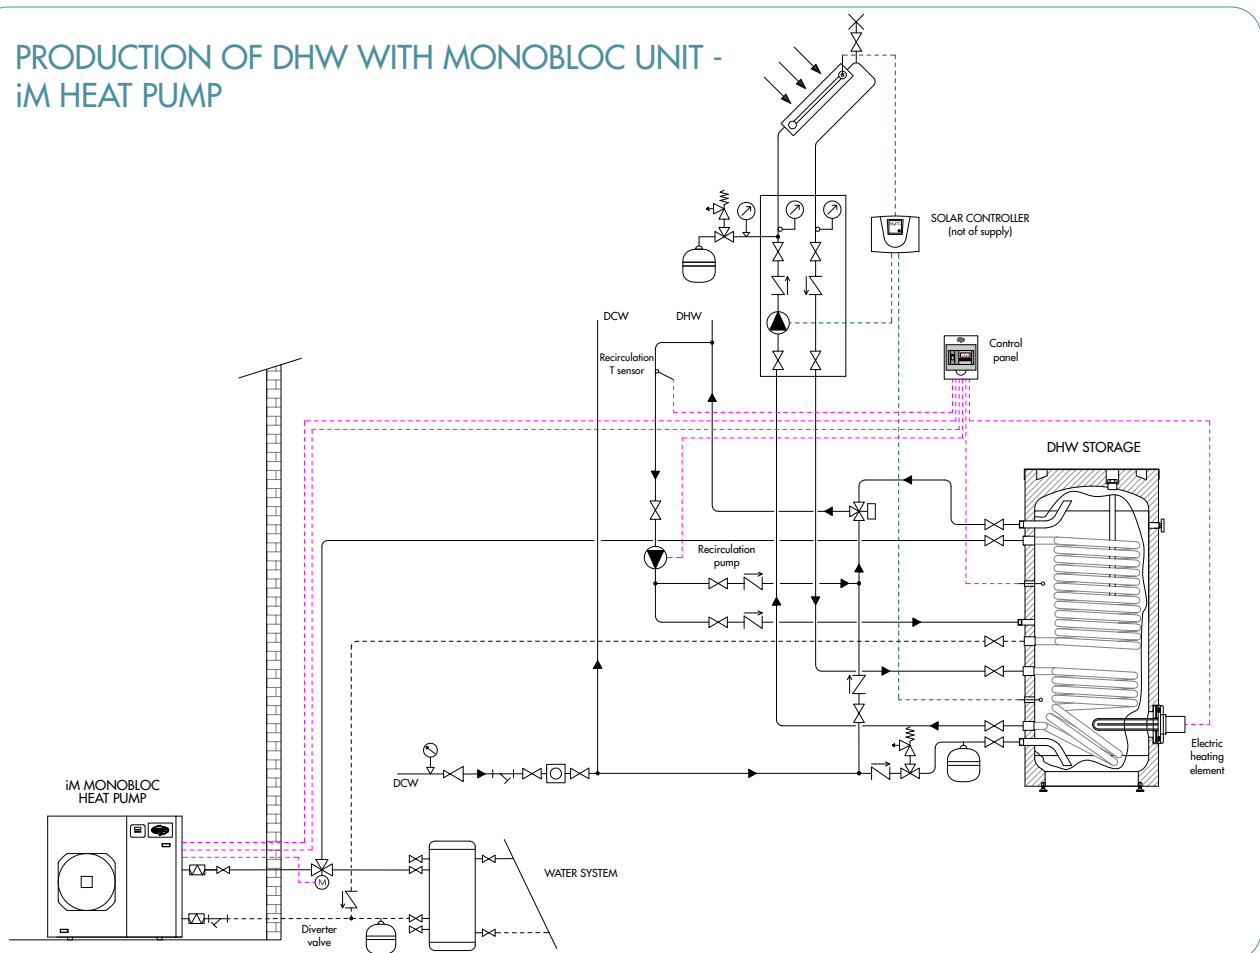 PRODUCTION OF DHW WITH MONOBLOC UNIT -
iM HEAT PUMP
SOLAR CONTROLLER
(not of supply)
DCW
DHW
Recirculation
T sensor
Control
panel
DHW STORAGE
Recirculation
pump
DCW
Electric
heating
element
iM MONOBLOC
HEAT PUMP
M
WATER SYSTEM
Diverter
valve